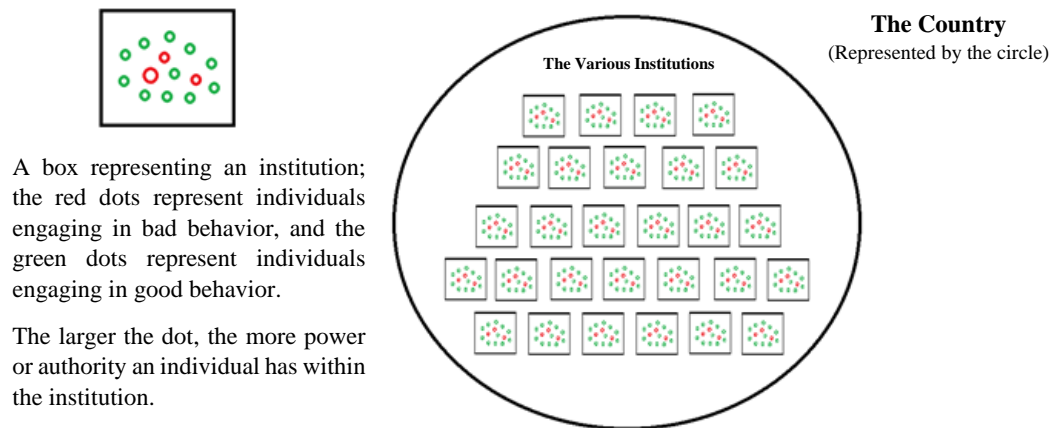 The Country
(Represented by the circle)
The Various Institutions
A box representing an institution;
the red dots represent individuals
engaging in bad behavior, and the
green dots represent individuals
engaging in good behavior.
The larger the dot, the more power
or authority an individual has within
the institution.